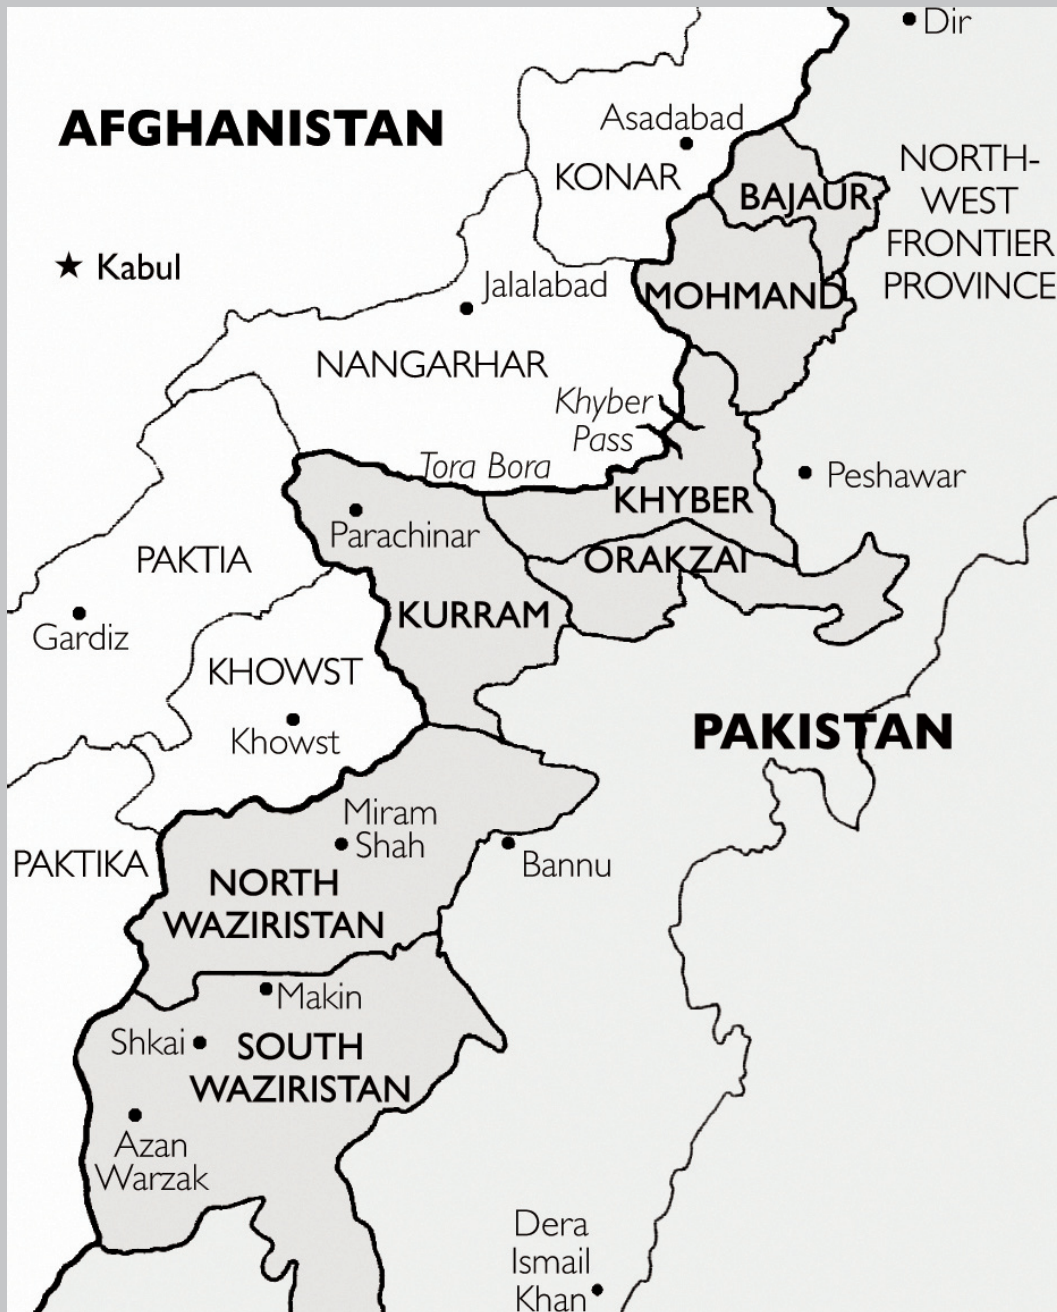 Dir
AFGHANISTAN
Asadabad
KONAR
NORTH-
WEST
FRONTIER
PROVINCE
BAJAUR
Kabul
Jalalabad
MOHMAND
NANGARHAR
Khyber
Pass
Tora Bora
Peshawar
KHYBER
Parachinar
ORAKZAI
PAKTIA
KURRAM
Gardiz
KHOWST
Khowst
PAKISTAN
Miram
Shah
PAKTIKA
Bannu
NORTH
WAZIRISTAN
Makin
Shkai
SOUTH
WAZIRISTAN
Azan
Warzak
Dera
Ismail
Khan